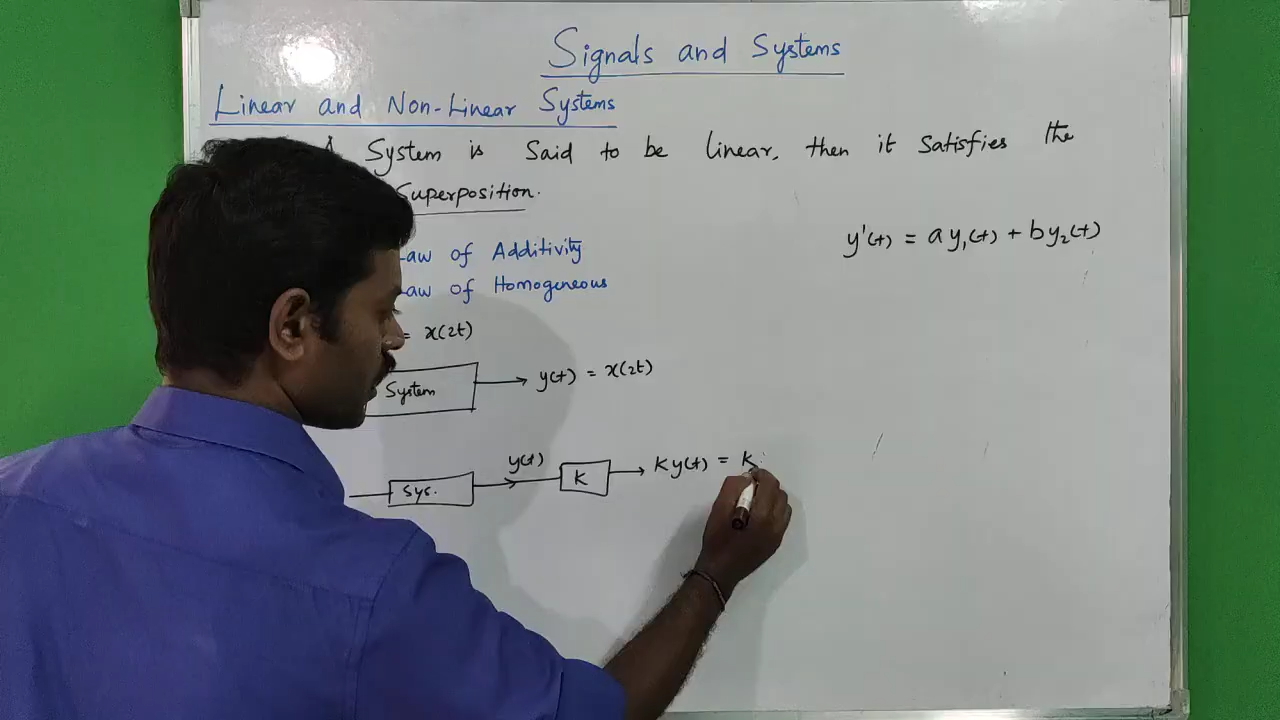 Signals and Systems
Linear and Non-Linear Systems
System is Said to be linear, then it Satisfies the
Superposition.
y'(t) = a y₁(t) + b y₂(t)
aw of Additivity
aw of Homogeneous
= x(2t)
System
y(t) = x(2t)
Sys.
y(t)
K
K y(t) = K